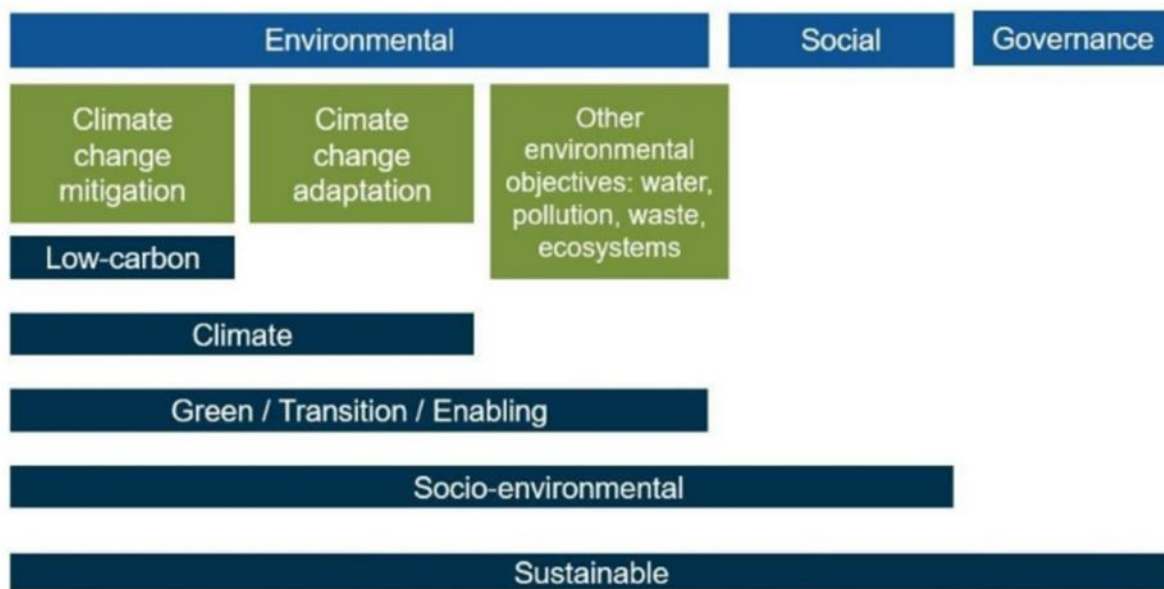 Environmental
Social
Governance
Climate
change
mitigation
Cimate
change
adaptation
Other
environmental
objectives: water,
pollution, waste,
ecosystems
Low-carbon
Climate
Green / Transition / Enabling
Socio-environmental
Sustainable